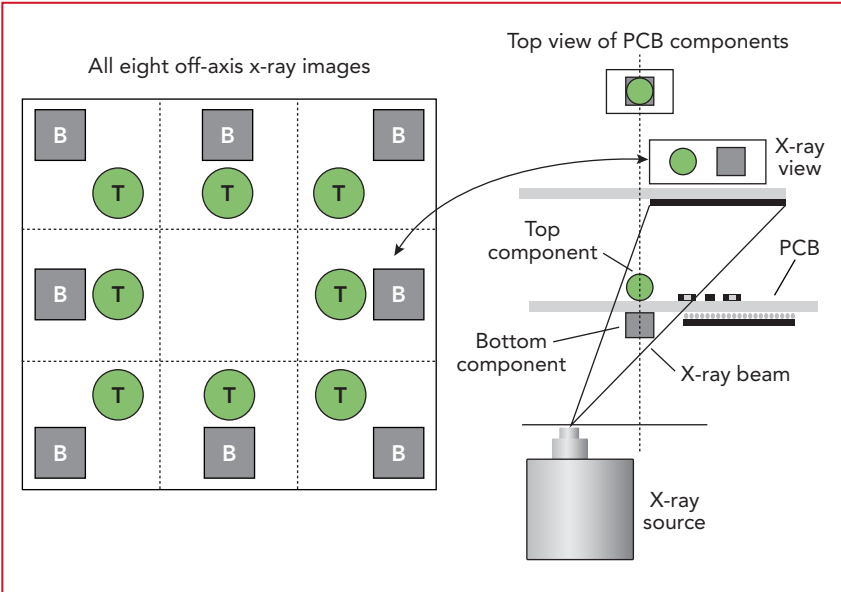 All eight off-axis x-ray images
B
B
B
T
T
T
B
T
T
B
T
T
T
B
B
B
Top view of PCB components
X-ray
view
Top
component
PCB
Bottom
component
X-ray beam
X-ray
source